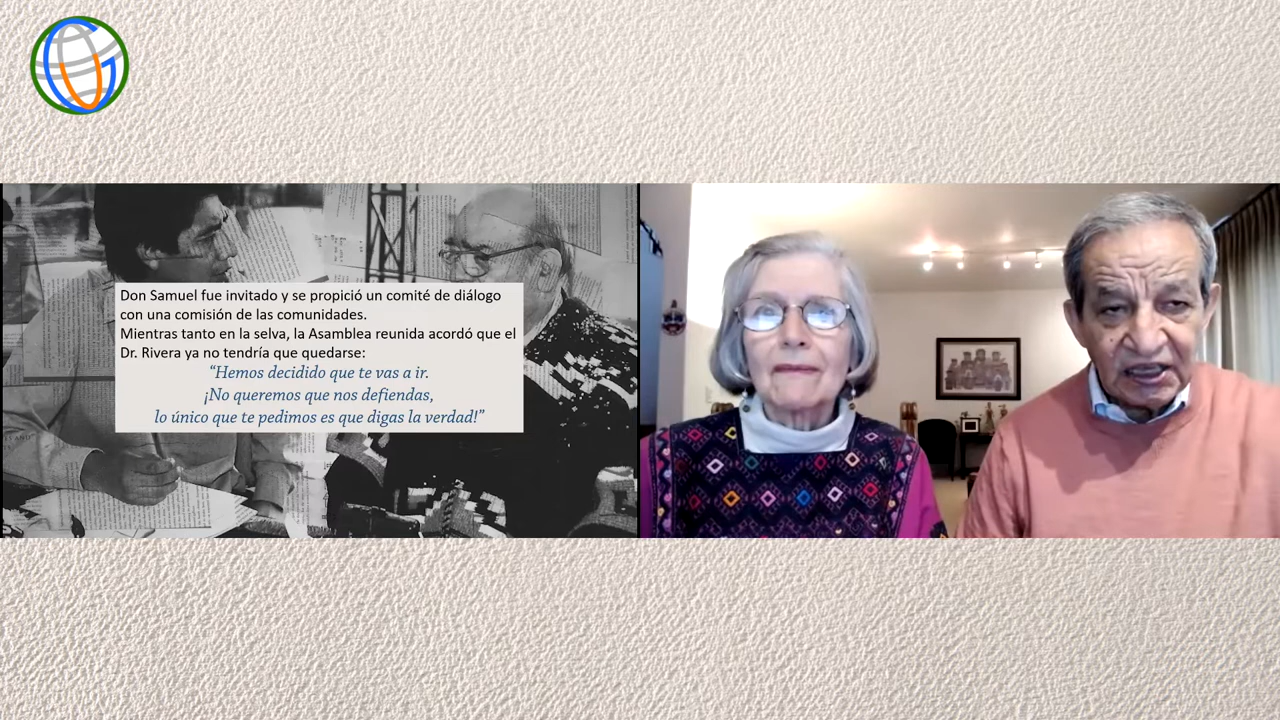 Don Samuel fue invitado y se propició un comité de diálogo
con una comisión de las comunidades.
Mientras tanto en la selva, la Asamblea reunida acordó que el
Dr. Rivera ya no tendría que quedarse:
“Hemos decidido que te vas a ir.
¡No queremos que nos defiendas,
lo único que te pedimos es que digas la verdad!”